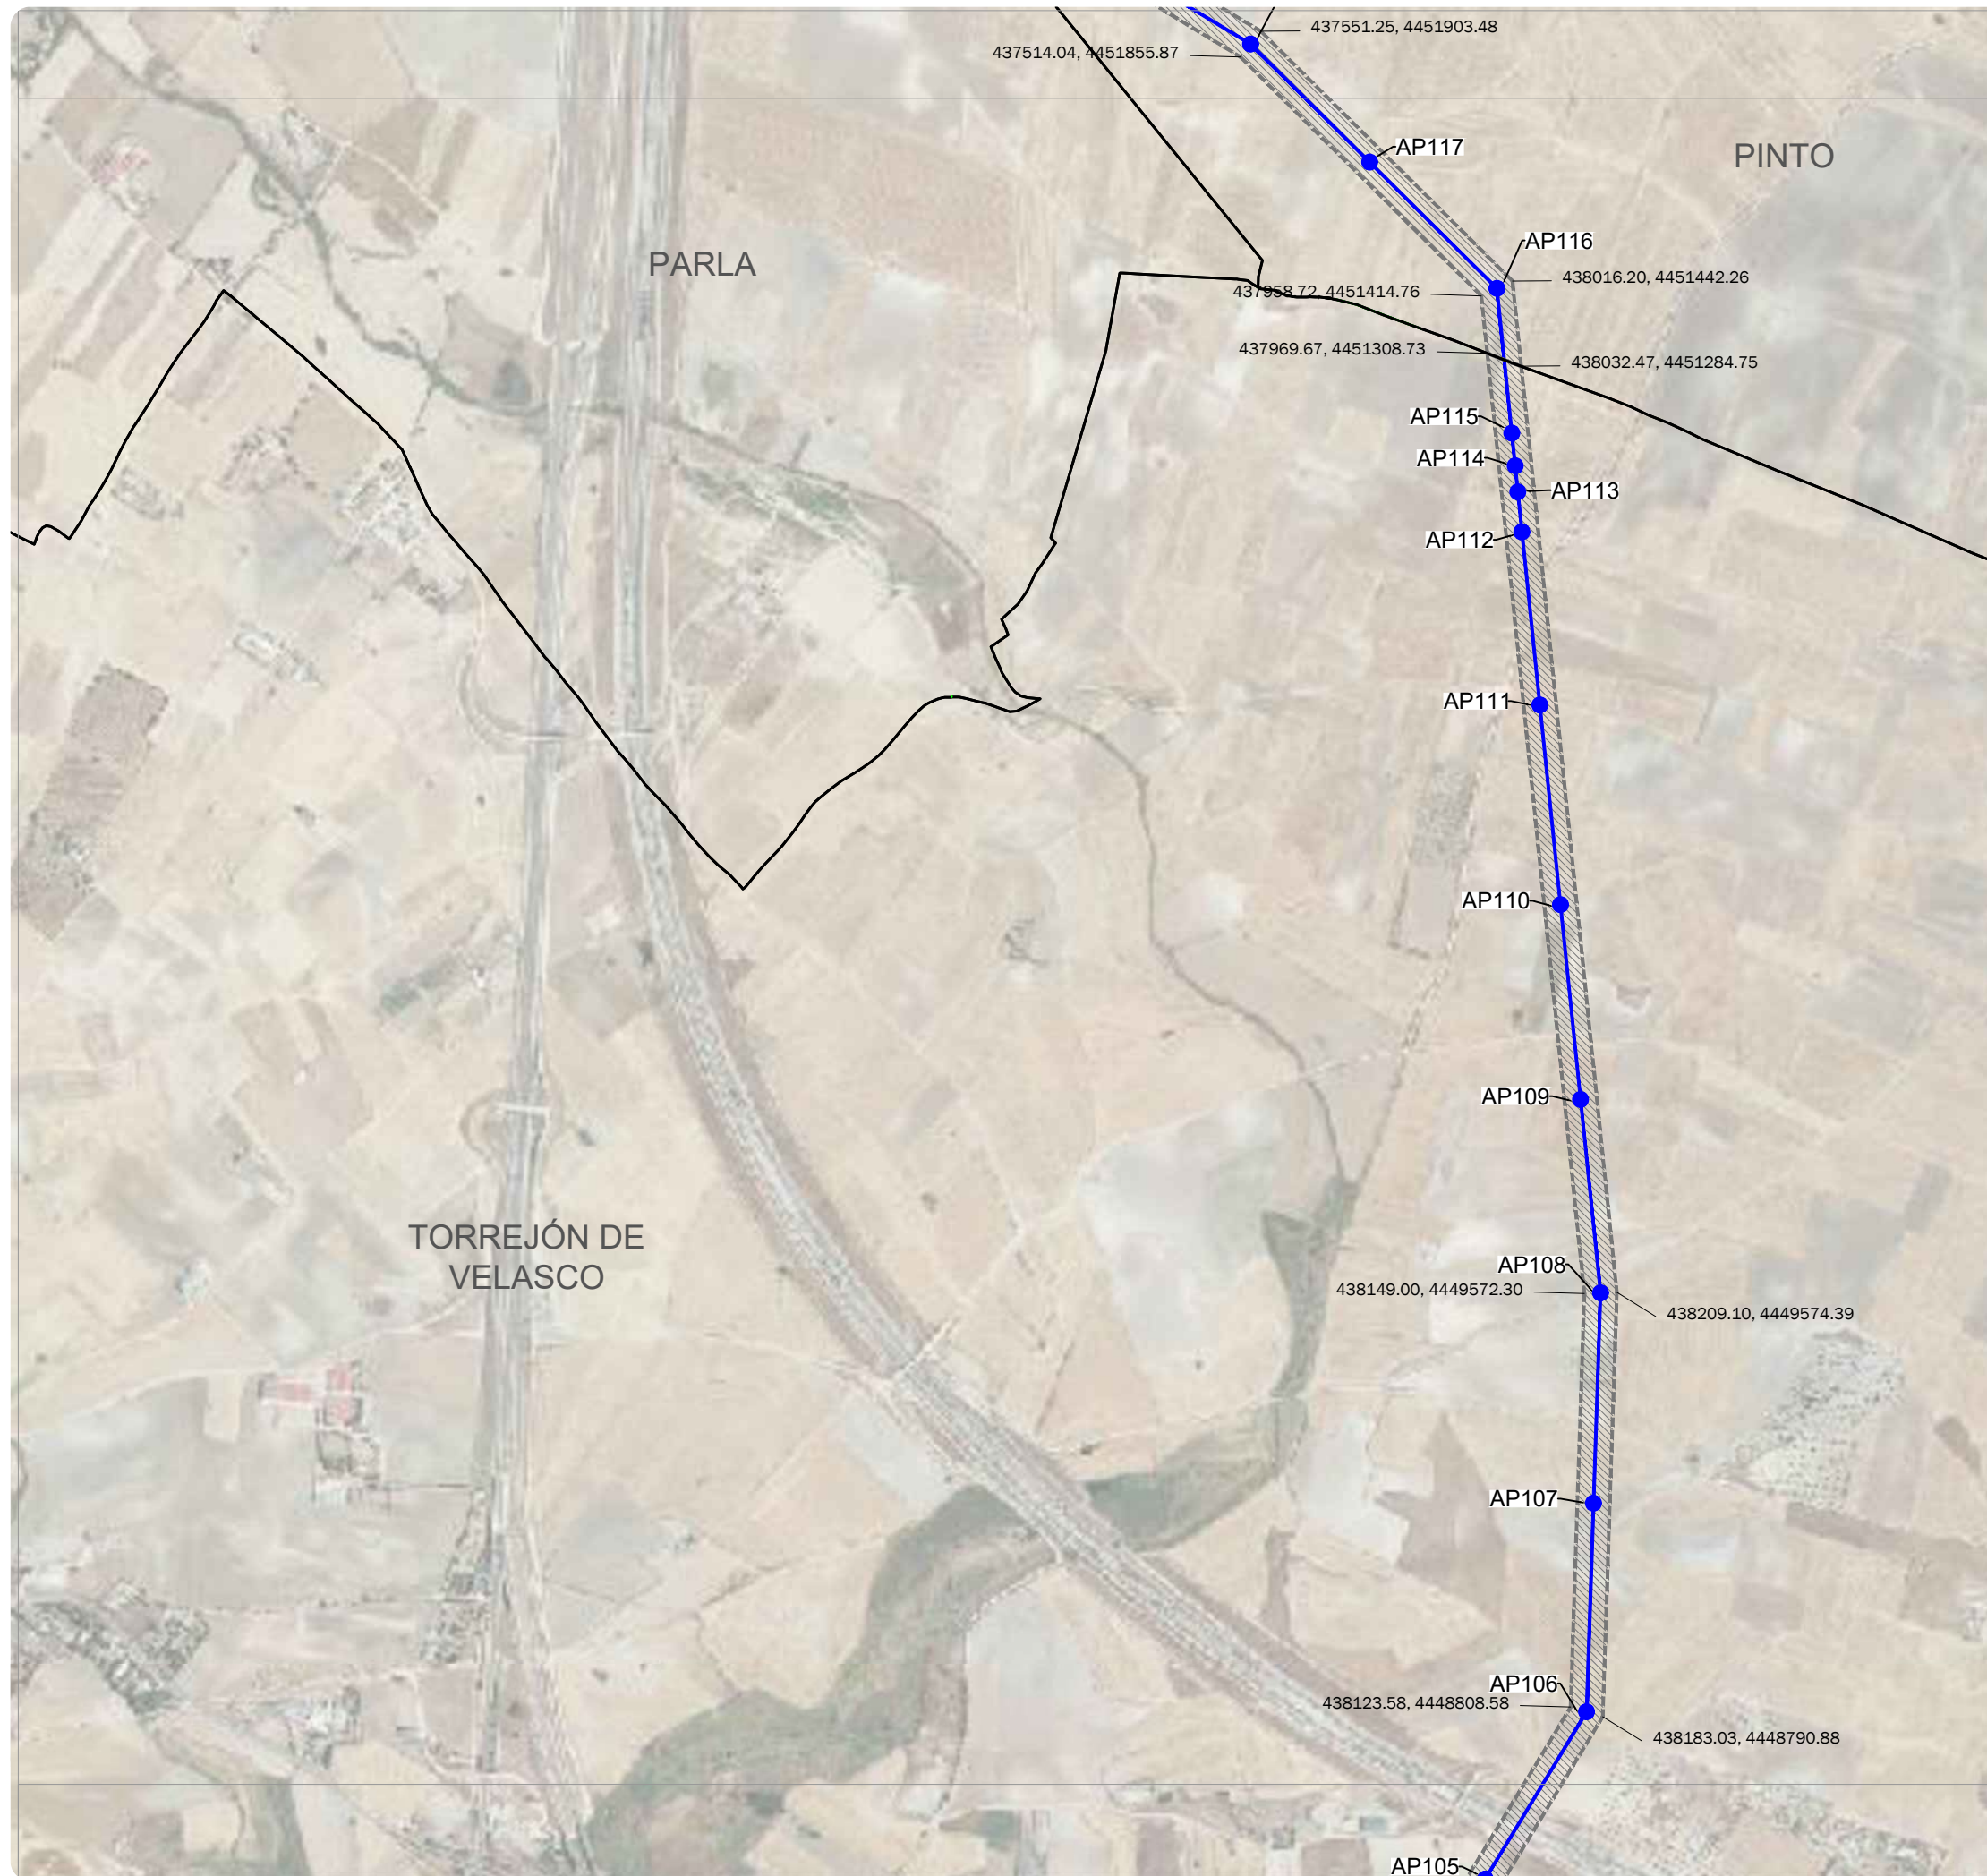 437551.25, 4451903.48
437514.04, 4451855.87
AP117
PINTO
AP116
PARLA
438016.20, 4451442.26
437958.72, 4451414.76
437969.67, 4451308.73
438032.47, 4451284.75
AP115
AP114
AP113
AP112
AP111
AP110
AP109
TORREJÓN DE
VELASCO
AP108
438149.00, 4449572.30
438209.10, 4449574.39
AP107
AP106
438123.58, 4448808.58
438183.03, 4448790.88
AP105